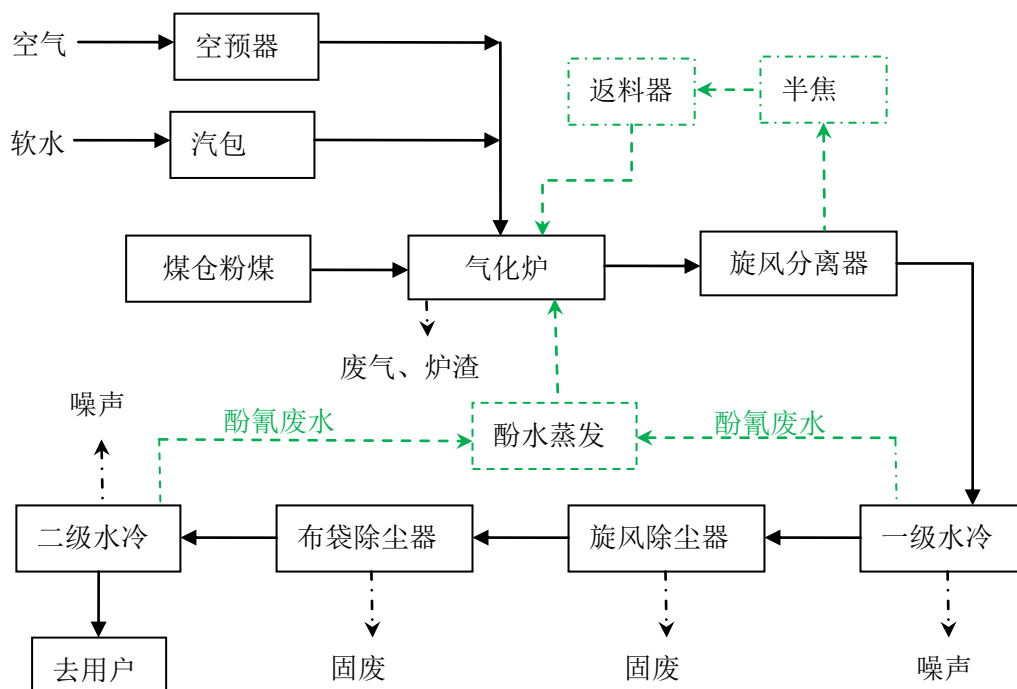 空气
空预器
返料器
半焦
软水
汽包
煤仓粉煤
气化炉
旋风分离器
废气、炉渣
噪声
酚氰废水
酚水蒸发
酚氰废水
二级水冷
布袋除尘器
旋风除尘器
一级水冷
去用户
固废
固废
噪声